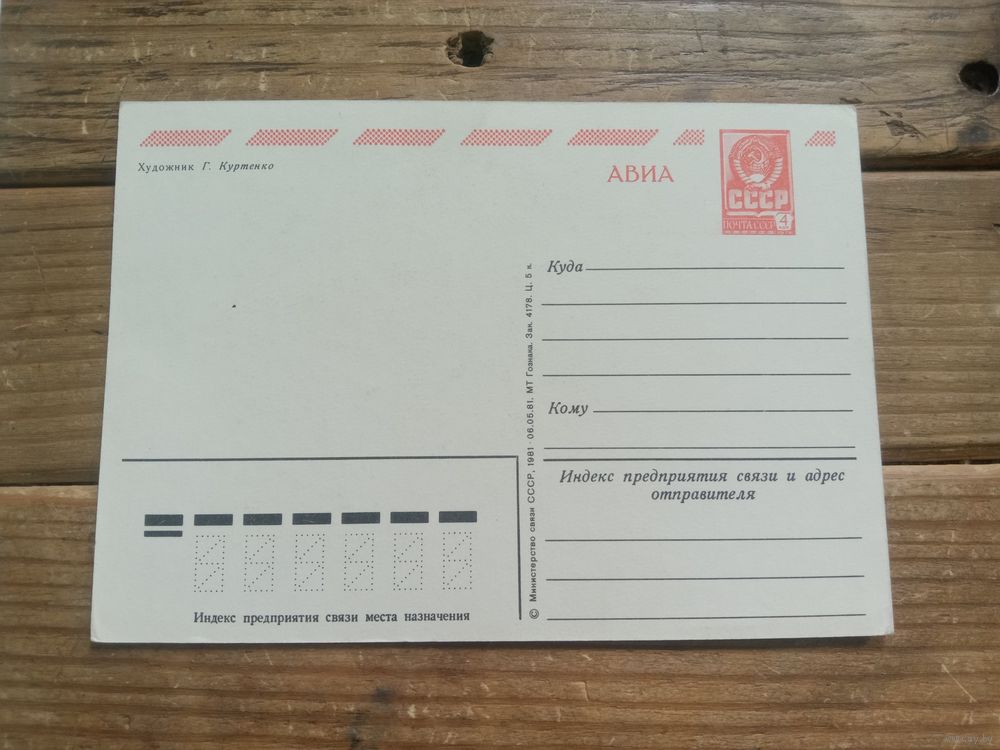 Художник Г. Куртенко
АВИА
СССР
ПОЧТА СССР 4
Куда
Кому
Индекс предприятия связи и адрес
отправителя
© Министерство связи СССР, 1981 · 06.05.81. МТ Гознака. Зак. 4178. Ц. 5 к.
Индекс предприятия связи места назначения